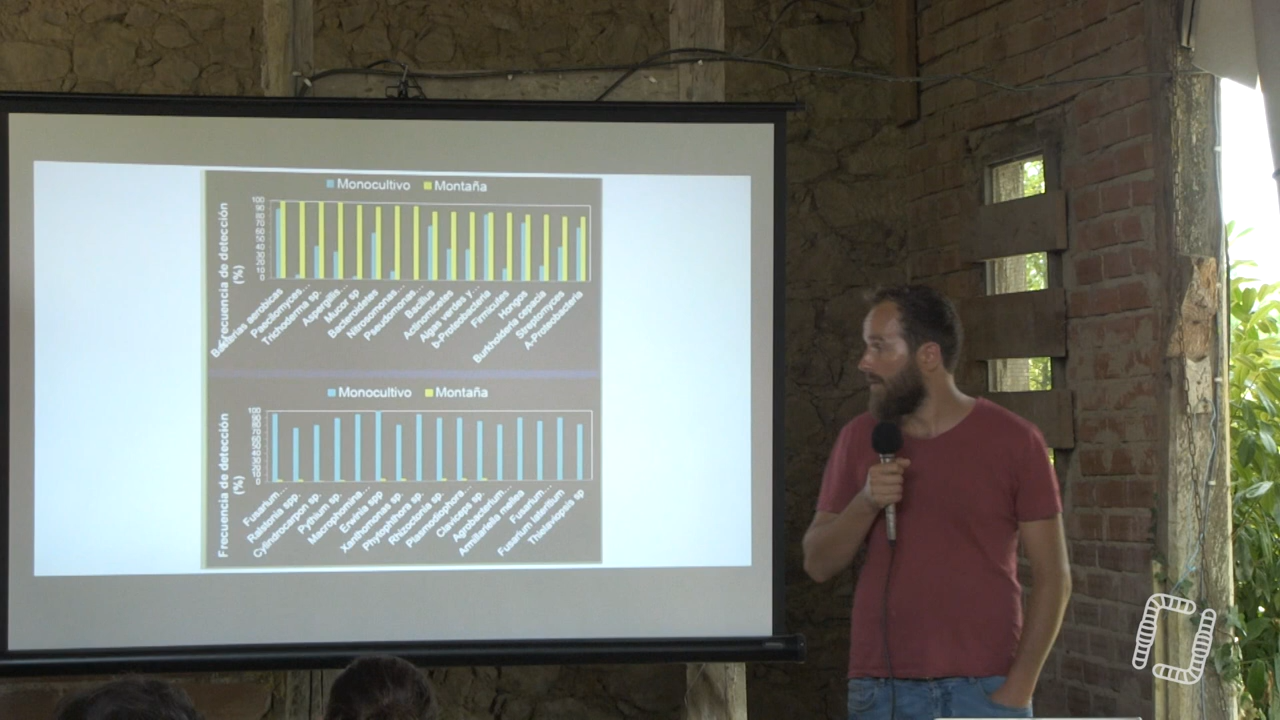 Monocultivo Montaña
Frecuencia de detección
(%)
100
Bacterias aerobicas
Paecilomyces...
Trichoderma sp.
Aspergillis...
Mucor sp
Bacteroidetes
Nitrosomonas...
Pseudomonas...
Bacillus
Actinomicetes
Algas verdes y...
b-Proteobacteria
Firmicutes
Hongos
Burkholderia cepacia
Streptomyces
A-Proteobacteria
Monocultivo Montaña
Frecuencia de detección
(%)
100
Fusarium...
Ralstonia spp.
Cylindrocarpon sp.
Pythium sp.
Macrophomina...
Erwinia spp
Xanthomonas sp.
Phytophthora sp.
Rhizoctonia sp.
Plasmodiophora...
Claviceps sp.
Agrobacterium...
Armillariella mellea
Fusarium...
Fusarium lateritium
Thielaviopsis sp